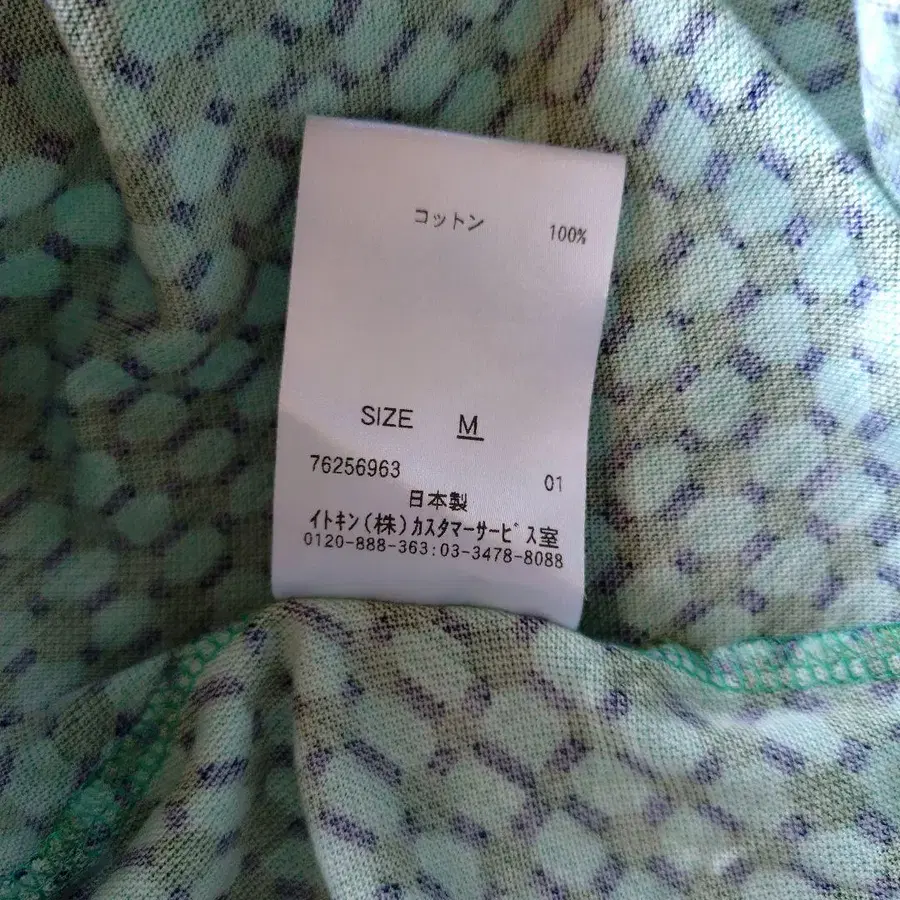 コットン 100%
SIZE M
76256963 01
日本製
イトキン(株)カスタマーサービス室
0120-888-363:03-3478-8088